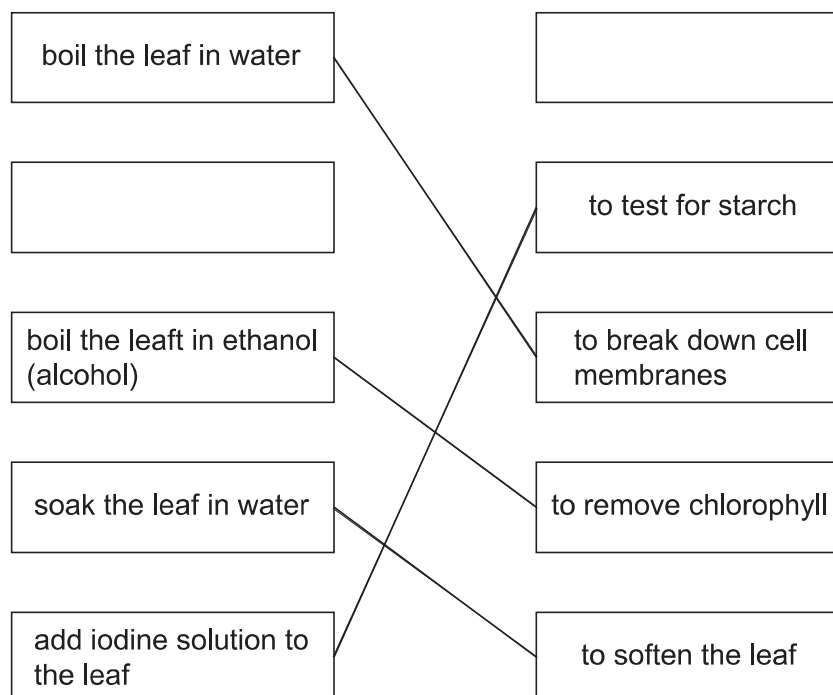 boil the leaf in water
to test for starch
boil the leaft in ethanol
(alcohol)
to break down cell
membranes
soak the leaf in water
to remove chlorophyll
add iodine solution to
the leaf
to soften the leaf